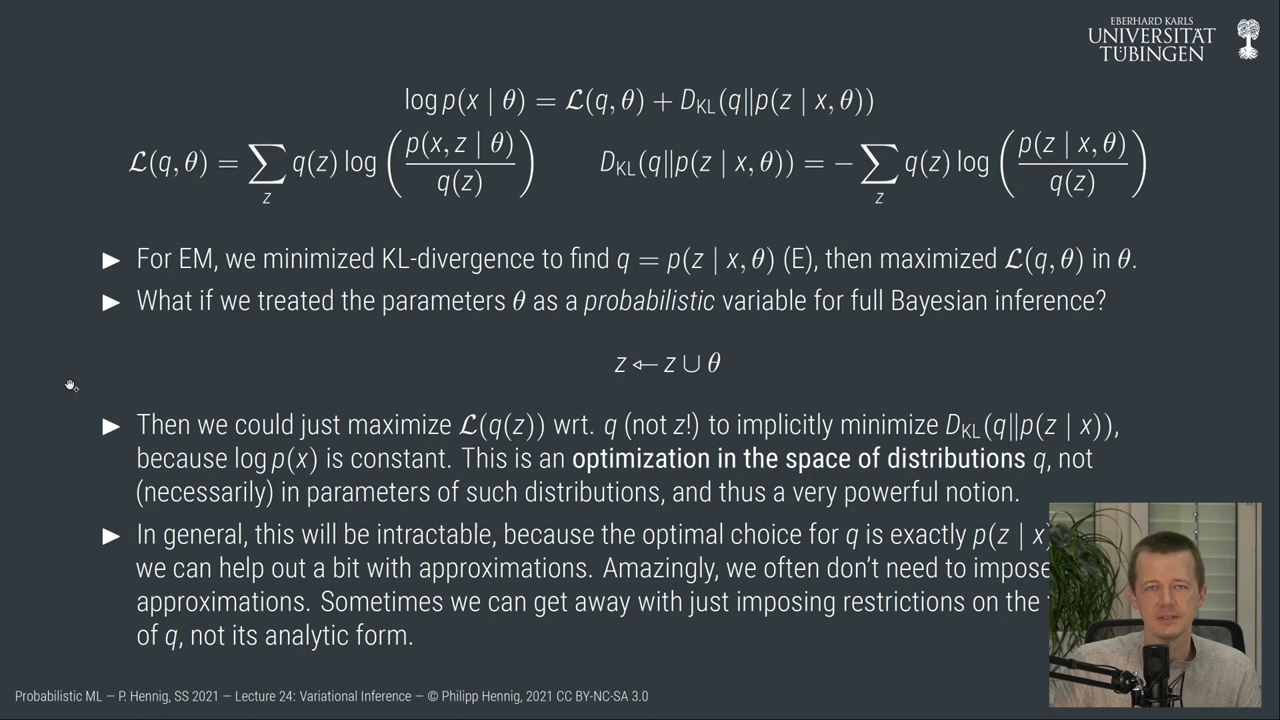 EBERHARD KARLS
UNIVERSITÄT
TÜBINGEN
log p(x | θ) = ℒ(q, θ) + D_KL(q‖p(z | x, θ))
ℒ(q, θ) = ∑_z q(z) log ( p(x, z | θ) / q(z) )    D_KL(q‖p(z | x, θ)) = − ∑_z q(z) log ( p(z | x, θ) / q(z) )
▶ For EM, we minimized KL-divergence to find q = p(z | x, θ) (E), then maximized ℒ(q, θ) in θ.
▶ What if we treated the parameters θ as a probabilistic variable for full Bayesian inference?
z ⇽ z ∪ θ
▶ Then we could just maximize ℒ(q(z)) wrt. q (not z!) to implicitly minimize D_KL(q‖p(z | x)),
because log p(x) is constant. This is an optimization in the space of distributions q, not
(necessarily) in parameters of such distributions, and thus a very powerful notion.
▶ In general, this will be intractable, because the optimal choice for q is exactly p(z | x)
we can help out a bit with approximations. Amazingly, we often don't need to impose
approximations. Sometimes we can get away with just imposing restrictions on the
of q, not its analytic form.
Probabilistic ML — P. Hennig, SS 2021 — Lecture 24: Variational Inference — © Philipp Hennig, 2021 CC BY-NC-SA 3.0